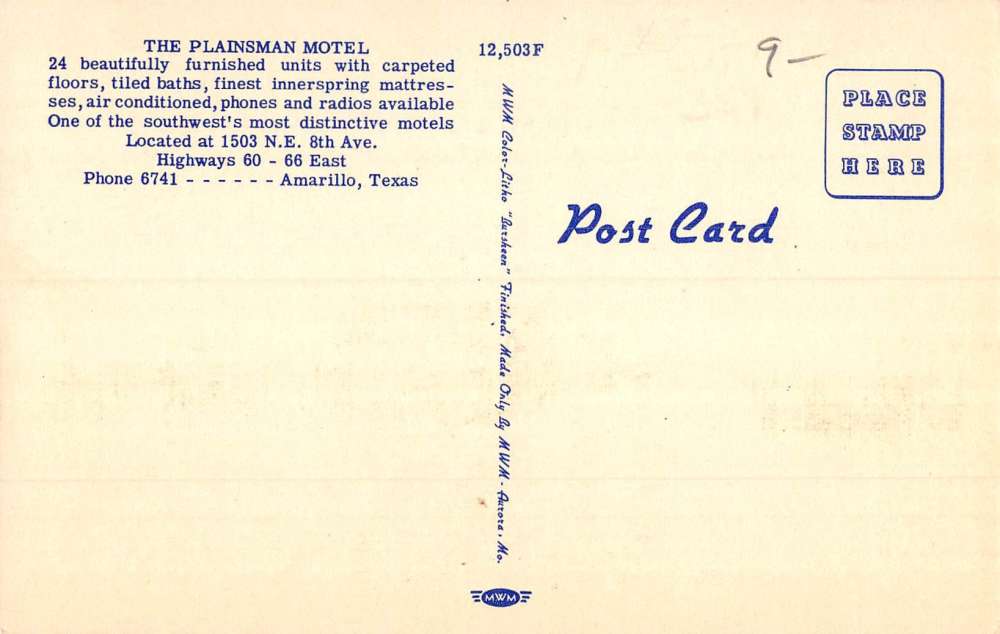 THE PLAINSMAN MOTEL
24 beautifully furnished units with carpeted
floors, tiled baths, finest innerspring mattres-
ses, air conditioned, phones and radios available
One of the southwest's most distinctive motels
Located at 1503 N.E. 8th Ave.
Highways 60 - 66 East
Phone 6741 - - - - - - Amarillo, Texas
12,503F
MWM Color-Litho "Bursheen" Finished. Made Only By MWM - Aurora, Mo.
MWM
9-
Post Card
PLACE
STAMP
HERE